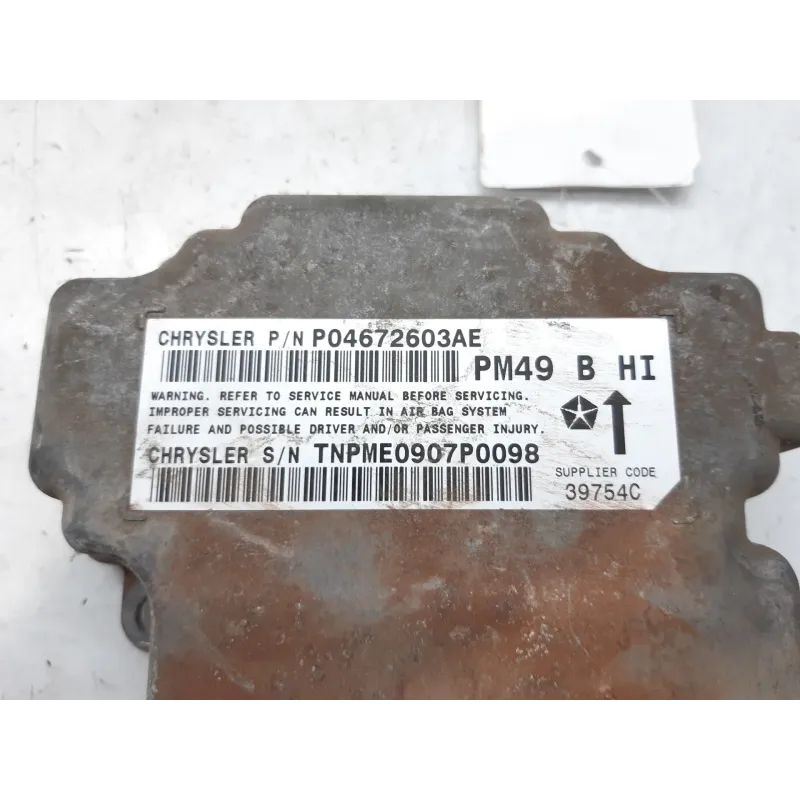 CHRYSLER P/N P04672603AE
PM49 B HI
WARNING. REFER TO SERVICE MANUAL BEFORE SERVICING.
IMPROPER SERVICING CAN RESULT IN AIR BAG SYSTEM
FAILURE AND POSSIBLE DRIVER AND/OR PASSENGER INJURY.
CHRYSLER S/N TNPME0907P0098
SUPPLIER CODE
39754C